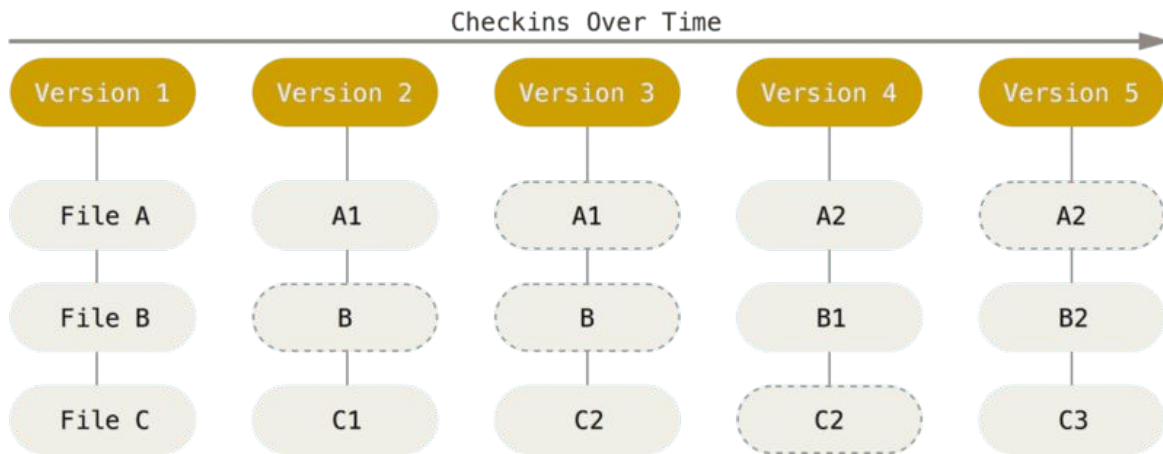 Checkins Over Time
Version 1 Version 2 Version 3 Version 4 Version 5
File A A1 A1 A2 A2
File B B B B1 B2
File C C1 C2 C2 C3